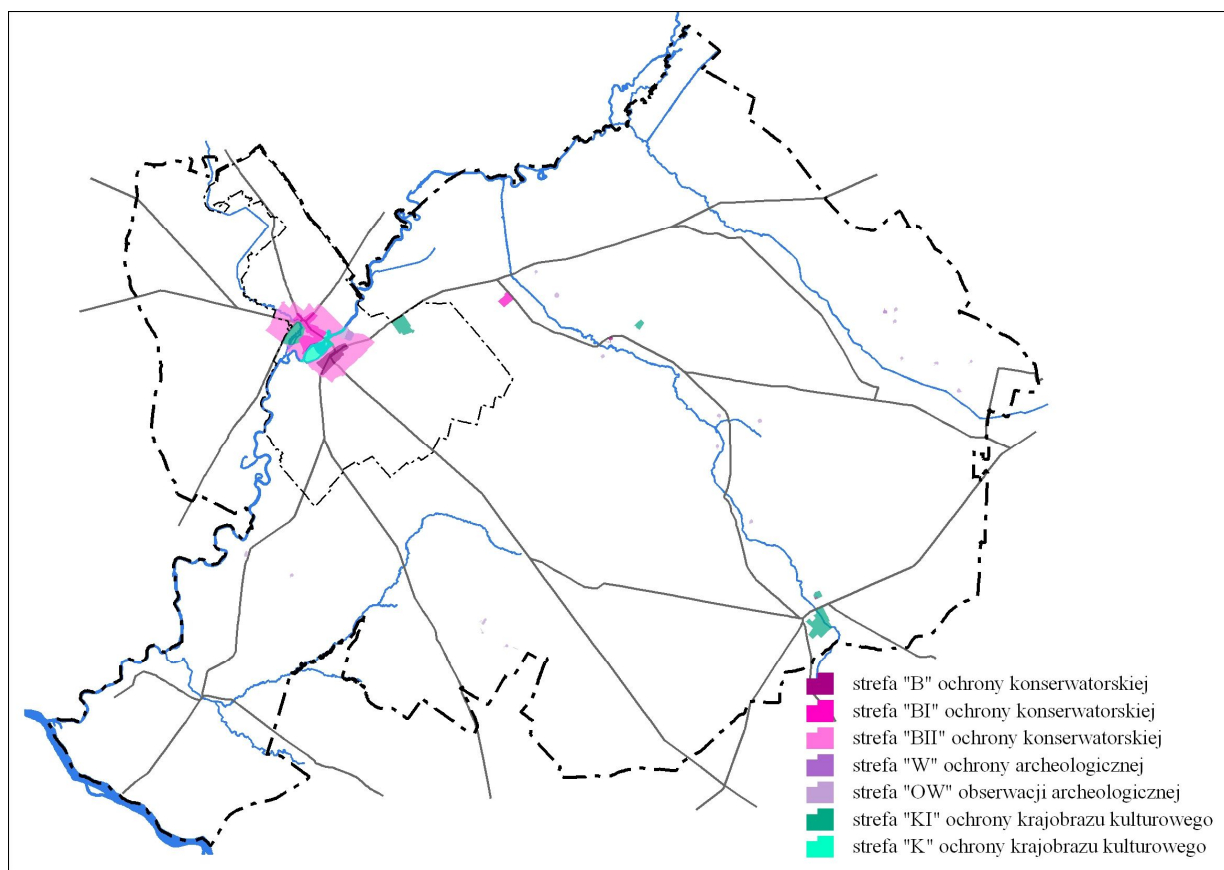 strefa "B" ochrony konserwatorskiej
strefa "BI" ochrony konserwatorskiej
strefa "BII" ochrony konserwatorskiej
strefa "W" ochrony archeologicznej
strefa "OW" obserwacji archeologicznej
strefa "KI" ochrony krajobrazu kulturowego
strefa "K" ochrony krajobrazu kulturowego